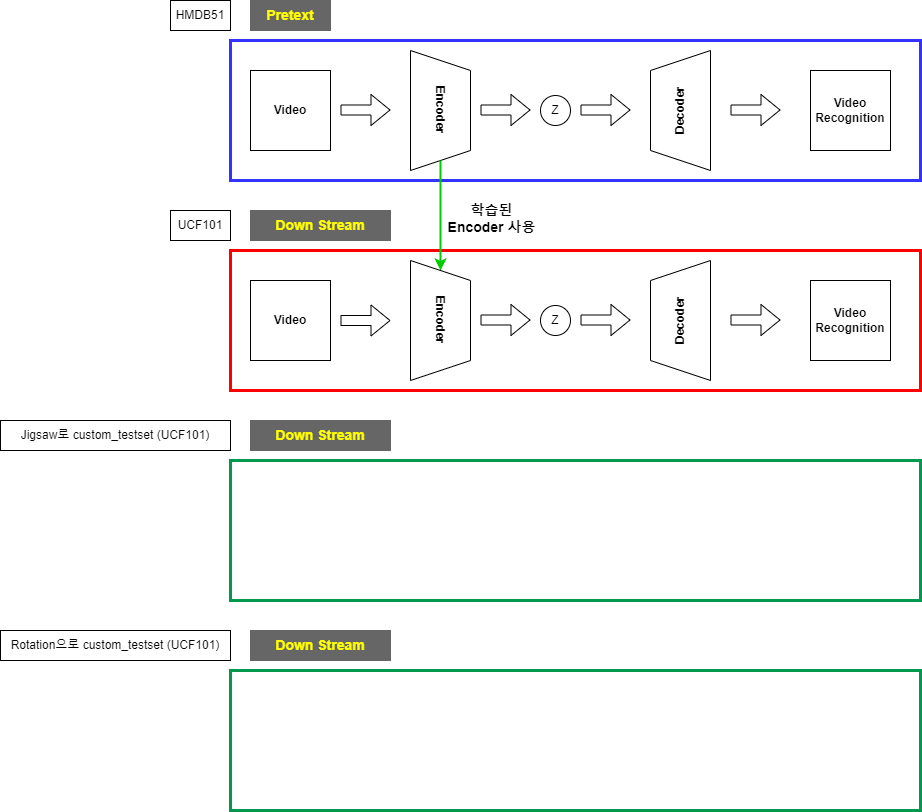 HMDB51
Pretext
Video
Encoder
Z
Decoder
Video
Recognition
학습된
Encoder 사용
UCF101
Down Stream
Video
Encoder
Z
Decoder
Video
Recognition
Jigsaw로 custom_testset (UCF101)
Down Stream
Rotation으로 custom_testset (UCF101)
Down Stream